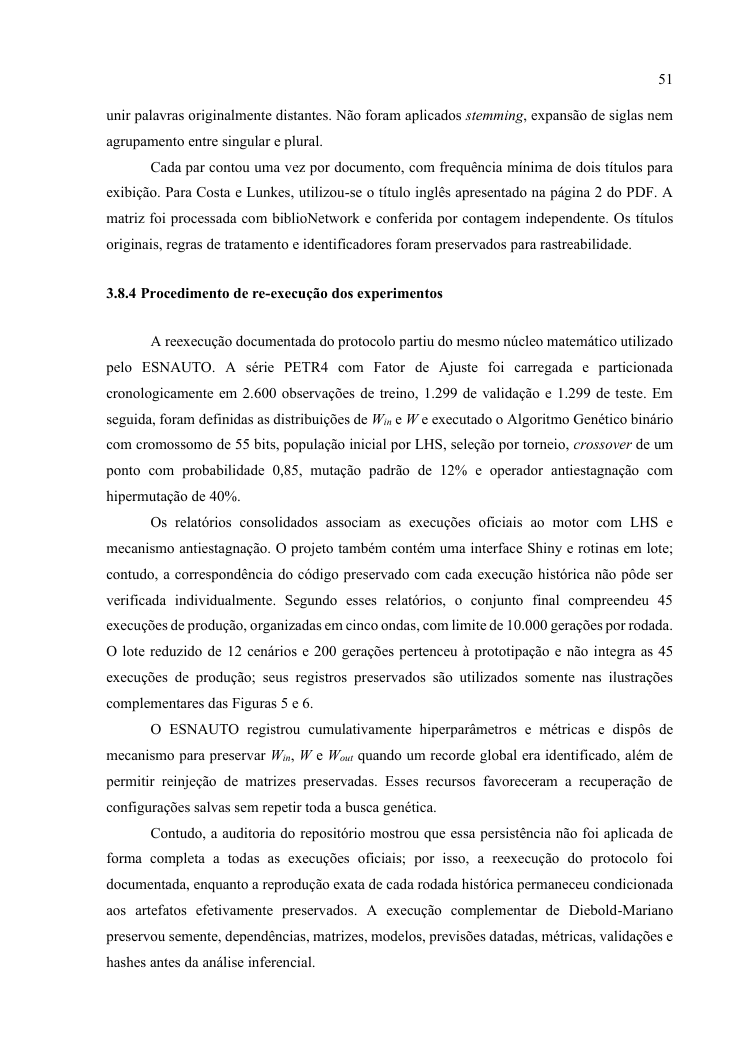 51
unir palavras originalmente distantes. Não foram aplicados stemming, expansão de siglas nem
agrupamento entre singular e plural.
Cada par contou uma vez por documento, com frequência mínima de dois títulos para
exibição. Para Costa e Lunkes, utilizou-se o título inglês apresentado na página 2 do PDF. A
matriz foi processada com biblioNetwork e conferida por contagem independente. Os títulos
originais, regras de tratamento e identificadores foram preservados para rastreabilidade.
3.8.4 Procedimento de re-execução dos experimentos
A reexecução documentada do protocolo partiu do mesmo núcleo matemático utilizado
pelo ESNAUTO. A série PETR4 com Fator de Ajuste foi carregada e particionada
cronologicamente em 2.600 observações de treino, 1.299 de validação e 1.299 de teste. Em
seguida, foram definidas as distribuições de Win e W e executado o Algoritmo Genético binário
com cromossomo de 55 bits, população inicial por LHS, seleção por torneio, crossover de um
ponto com probabilidade 0,85, mutação padrão de 12% e operador antiestagnação com
hipermutação de 40%.
Os relatórios consolidados associam as execuções oficiais ao motor com LHS e
mecanismo antiestagnação. O projeto também contém uma interface Shiny e rotinas em lote;
contudo, a correspondência do código preservado com cada execução histórica não pôde ser
verificada individualmente. Segundo esses relatórios, o conjunto final compreendeu 45
execuções de produção, organizadas em cinco ondas, com limite de 10.000 gerações por rodada.
O lote reduzido de 12 cenários e 200 gerações pertenceu à prototipação e não integra as 45
execuções de produção; seus registros preservados são utilizados somente nas ilustrações
complementares das Figuras 5 e 6.
O ESNAUTO registrou cumulativamente hiperparâmetros e métricas e dispôs de
mecanismo para preservar Win, W e Wout quando um recorde global era identificado, além de
permitir reinjeção de matrizes preservadas. Esses recursos favoreceram a recuperação de
configurações salvas sem repetir toda a busca genética.
Contudo, a auditoria do repositório mostrou que essa persistência não foi aplicada de
forma completa a todas as execuções oficiais; por isso, a reexecução do protocolo foi
documentada, enquanto a reprodução exata de cada rodada histórica permaneceu condicionada
aos artefatos efetivamente preservados. A execução complementar de Diebold-Mariano
preservou semente, dependências, matrizes, modelos, previsões datadas, métricas, validações e
hashes antes da análise inferencial.